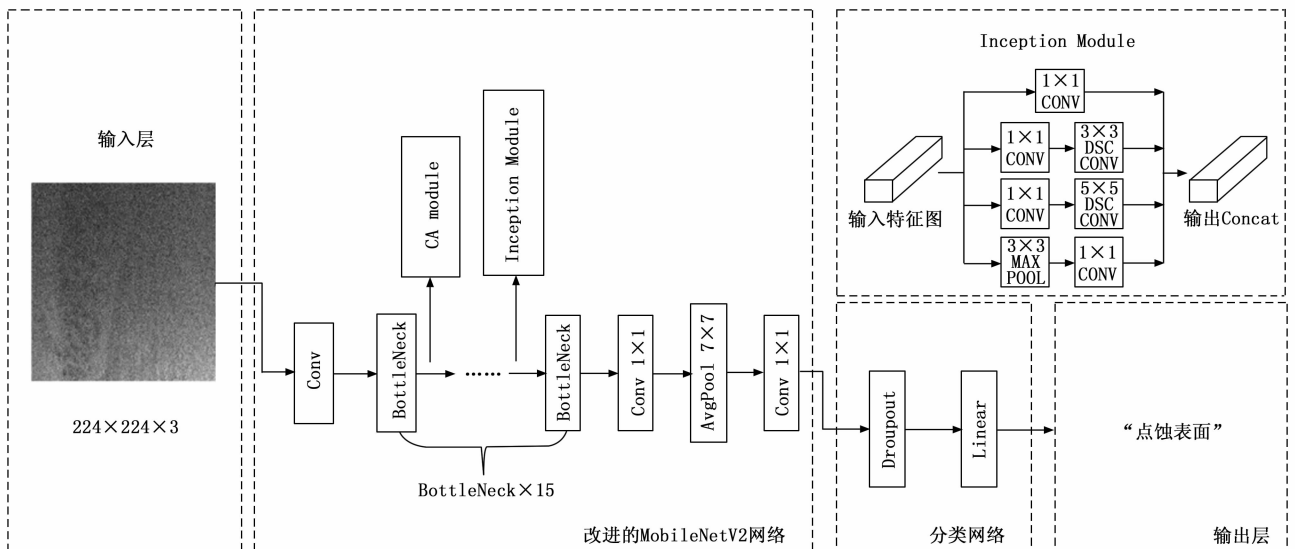 输入层
224×224×3
Conv
BottleNeck
CA module
……
Inception Module
BottleNeck
BottleNeck×15
Conv 1×1
AvgPool 7×7
Conv 1×1
改进的MobileNetV2网络
Inception Module
输入特征图
1×1
CONV
1×1
CONV
3×3
DSC
CONV
1×1
CONV
5×5
DSC
CONV
3×3
MAX
POOL
1×1
CONV
输出Concat
Droupout
Linear
分类网络
“点蚀表面”
输出层